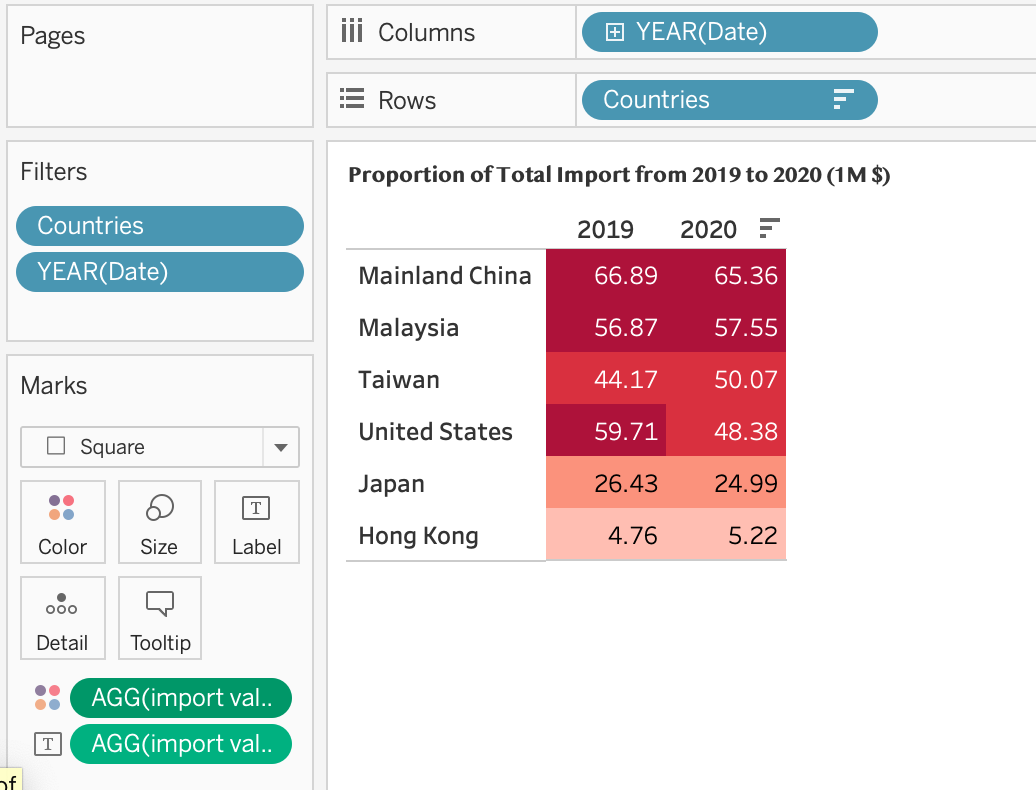 Pages
Columns
YEAR(Date)
Rows
Countries
Filters
Countries
YEAR(Date)
Marks
Square
Color
Size
T
Label
Detail
Tooltip
AGG(import val..
T
AGG(import val..
of
Proportion of Total Import from 2019 to 2020 (1M $)
2019 2020
Mainland China 66.89 65.36
Malaysia 56.87 57.55
Taiwan 44.17 50.07
United States 59.71 48.38
Japan 26.43 24.99
Hong Kong 4.76 5.22